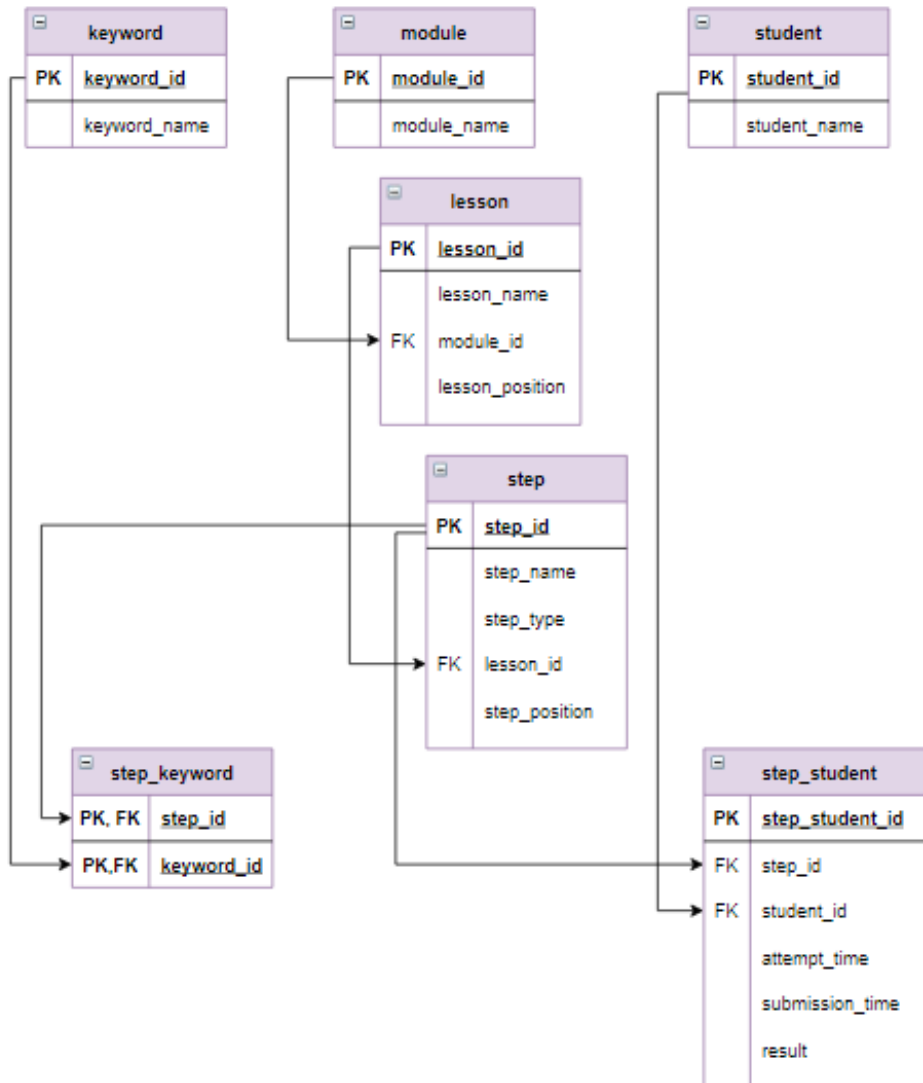 keyword
PK keyword_id
keyword_name
module
PK module_id
module_name
student
PK student_id
student_name
lesson
PK lesson_id
lesson_name
FK module_id
lesson_position
step
PK step_id
step_name
step_type
FK lesson_id
step_position
step_keyword
PK, FK step_id
PK,FK keyword_id
step_student
PK step_student_id
FK step_id
FK student_id
attempt_time
submission_time
result